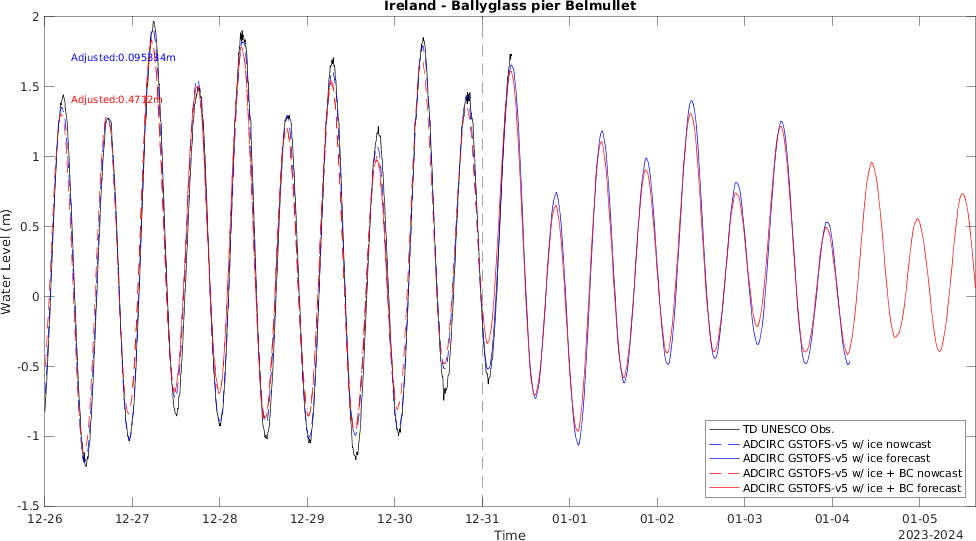 Ireland - Ballyglass pier Belmullet
2
1.5
1
0.5
0
-0.5
-1
-1.5
Water Level (m)
Adjusted:0.095834m
Adjusted:0.4712m
TD UNESCO Obs.
ADCIRC GSTOFS-v5 w/ ice nowcast
ADCIRC GSTOFS-v5 w/ ice forecast
ADCIRC GSTOFS-v5 w/ ice + BC nowcast
ADCIRC GSTOFS-v5 w/ ice + BC forecast
12-26 12-27 12-28 12-29 12-30 12-31 01-01 01-02 01-03 01-04 01-05
Time
2023-2024